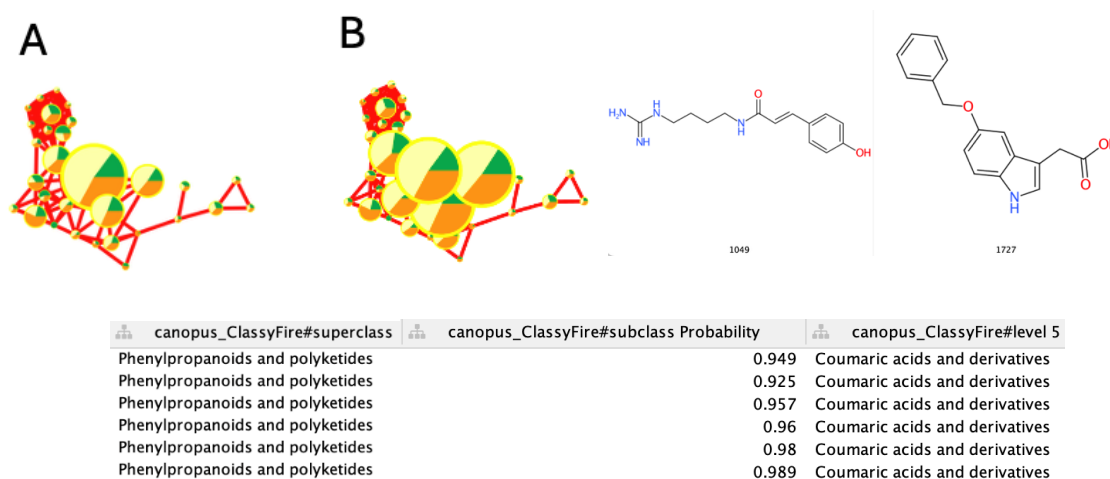 A
B
H₂N
NH
H
N
N
H
O
OH
1049
O
N
H
O
1727
canopus_ClassyFire#superclass canopus_ClassyFire#subclass Probability canopus_ClassyFire#level 5
Phenylpropanoids and polyketides 0.949 Coumaric acids and derivatives
Phenylpropanoids and polyketides 0.925 Coumaric acids and derivatives
Phenylpropanoids and polyketides 0.957 Coumaric acids and derivatives
Phenylpropanoids and polyketides 0.96 Coumaric acids and derivatives
Phenylpropanoids and polyketides 0.98 Coumaric acids and derivatives
Phenylpropanoids and polyketides 0.989 Coumaric acids and derivatives